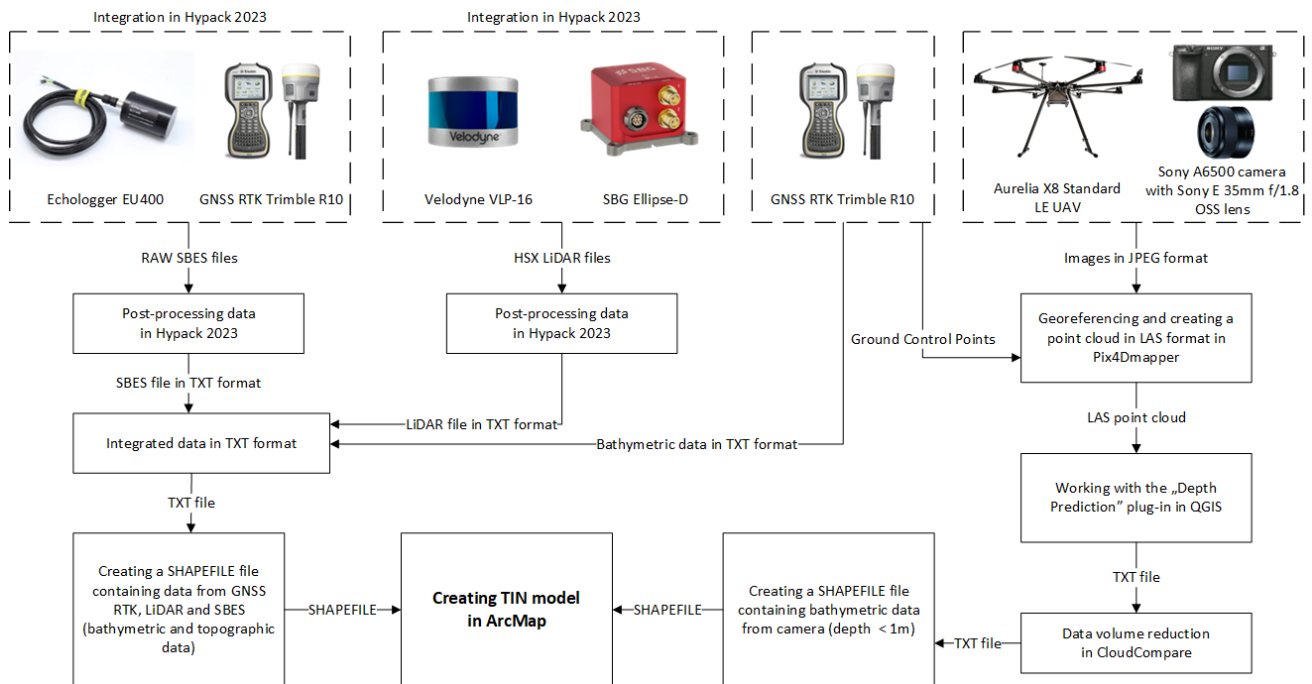 Integration in Hypack 2023
Integration in Hypack 2023
Velodyne
SBG
SONY
Echologger EU400
GNSS RTK Trimble R10
Velodyne VLP-16
SBG Ellipse-D
GNSS RTK Trimble R10
Aurelia X8 Standard
LE UAV
Sony A6500 camera
with Sony E 35mm f/1.8
OSS lens
RAW SBES files
HSX LiDAR files
Images in JPEG format
Post-processing data
in Hypack 2023
Post-processing data
in Hypack 2023
Ground Control Points
Georeferencing and creating a
point cloud in LAS format in
Pix4Dmapper
SBES file in TXT format
LiDAR file in TXT format
Bathymetric data in TXT format
LAS point cloud
Integrated data in TXT format
Working with the „Depth
Prediction” plug-in in QGIS
TXT file
TXT file
Creating a SHAPEFILE file
containing data from GNSS
RTK, LiDAR and SBES
(bathymetric and topographic
data)
SHAPEFILE
Creating TIN model
in ArcMap
SHAPEFILE
Creating a SHAPEFILE file
containing bathymetric data
from camera (depth < 1m)
TXT file
Data volume reduction
in CloudCompare